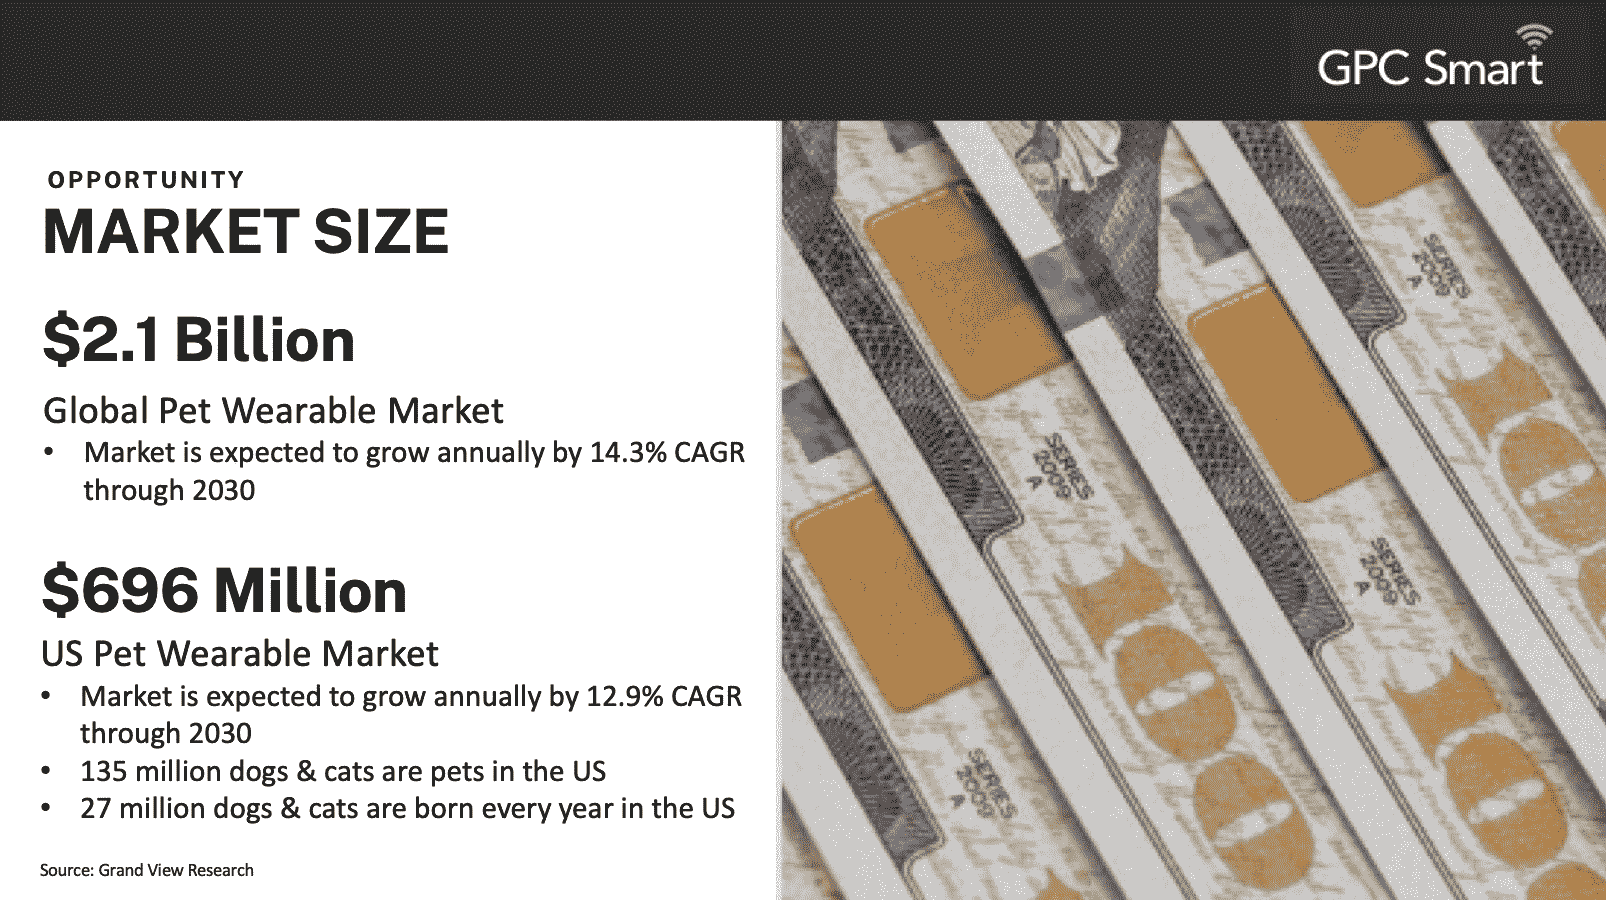 GPC Smart
OPPORTUNITY
MARKET SIZE
$2.1 Billion
Global Pet Wearable Market
• Market is expected to grow annually by 14.3% CAGR
through 2030
$696 Million
US Pet Wearable Market
• Market is expected to grow annually by 12.9% CAGR
through 2030
• 135 million dogs & cats are pets in the US
• 27 million dogs & cats are born every year in the US
Source: Grand View Research
SERIES
2009
A
SERIES
2009
A
SERIES
2009
A
SERIES
2009
A